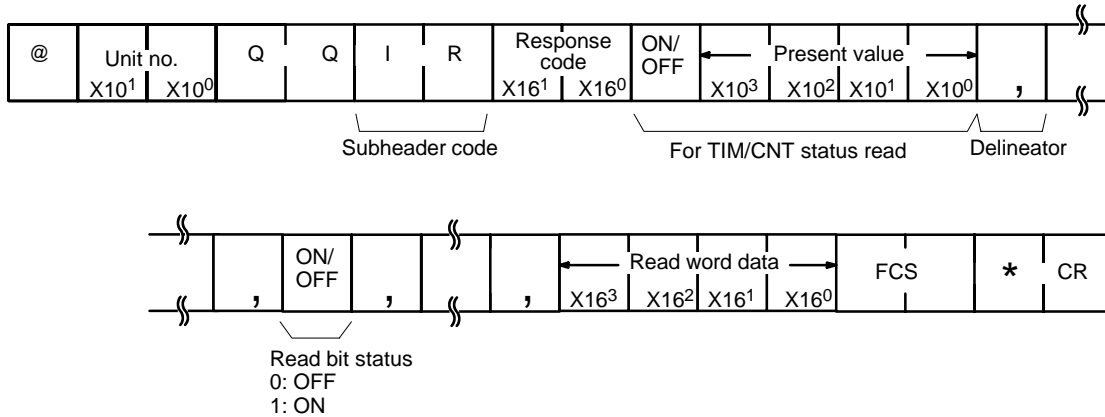 @ Unit no. Q Q I R Response code ON/OFF Present value ,
X10¹ X10⁰ X16¹ X16⁰ X10³ X10² X10¹ X10⁰
Subheader code For TIM/CNT status read Delineator
, ON/OFF , , Read word data FCS * CR
X16³ X16² X16¹ X16⁰
Read bit status
0: OFF
1: ON